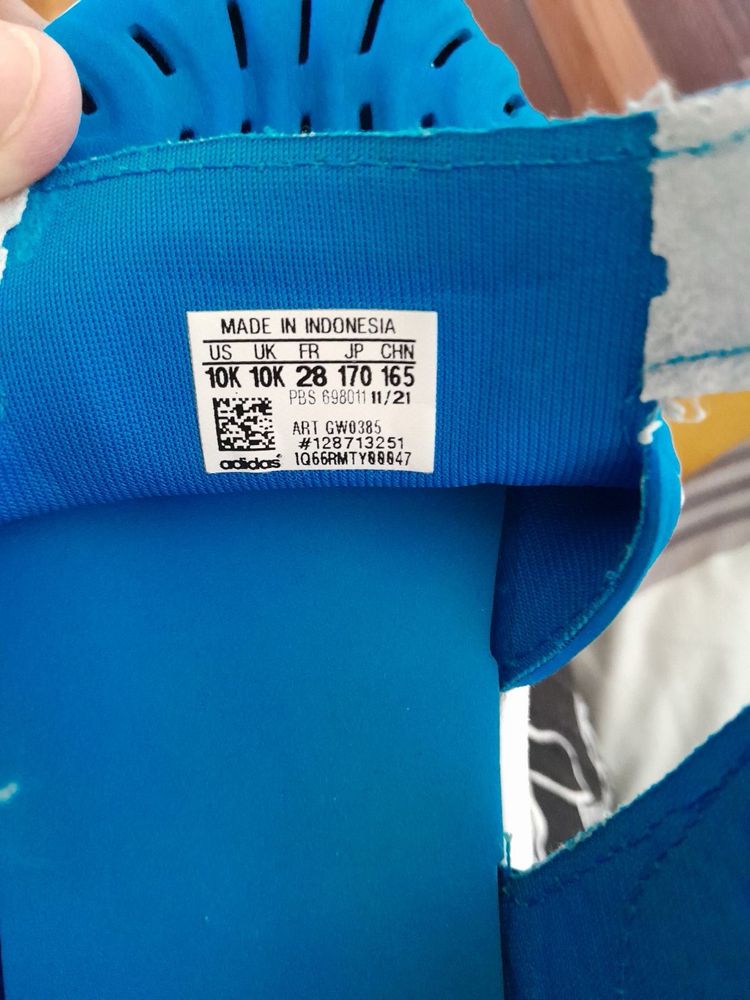 MADE IN INDONESIA
US UK FR JP CHN
10K 10K 28 170 165
PBS 698011 11/21
ART GW0385
#128713251
adidas 1Q66RMTY00047